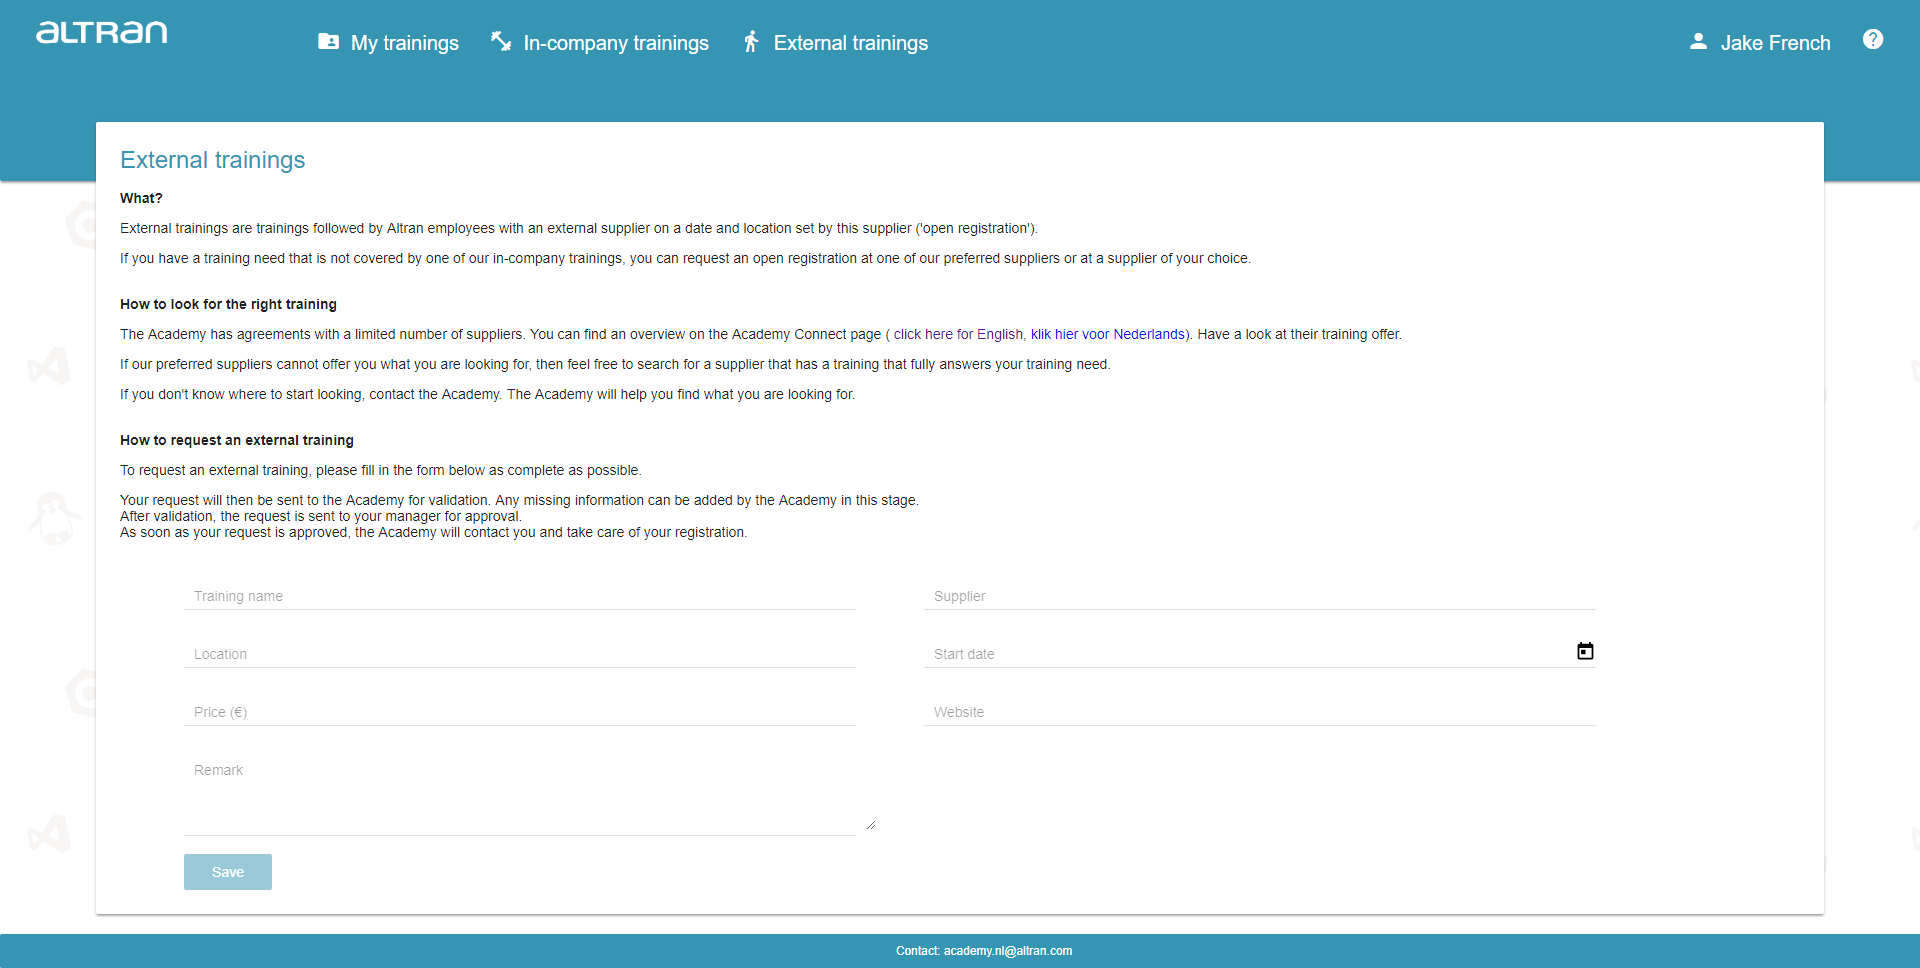 aLTRan
My trainings
In-company trainings
External trainings
Jake French
External trainings
What?
External trainings are trainings followed by Altran employees with an external supplier on a date and location set by this supplier ('open registration').
If you have a training need that is not covered by one of our in-company trainings, you can request an open registration at one of our preferred suppliers or at a supplier of your choice.
How to look for the right training
The Academy has agreements with a limited number of suppliers. You can find an overview on the Academy Connect page ( click here for English, klik hier voor Nederlands). Have a look at their training offer.
If our preferred suppliers cannot offer you what you are looking for, then feel free to search for a supplier that has a training that fully answers your training need.
If you don't know where to start looking, contact the Academy. The Academy will help you find what you are looking for.
How to request an external training
To request an external training, please fill in the form below as complete as possible.
Your request will then be sent to the Academy for validation. Any missing information can be added by the Academy in this stage.
After validation, the request is sent to your manager for approval.
As soon as your request is approved, the Academy will contact you and take care of your registration.
Training name
Supplier
Location
Start date
Price (€)
Website
Remark
Save
Contact: academy.nl@altran.com